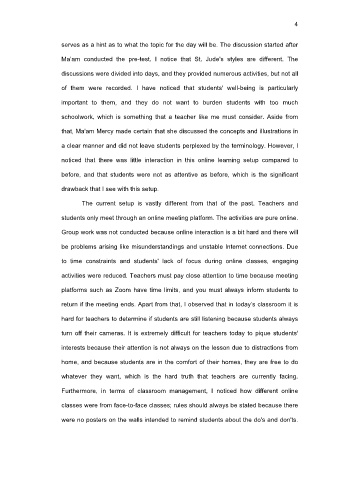 4
serves as a hint as to what the topic for the day will be. The discussion started after
Ma'am conducted the pre-test, I notice that St. Jude's styles are different. The
discussions were divided into days, and they provided numerous activities, but not all
of them were recorded. I have noticed that students' well-being is particularly
important to them, and they do not want to burden students with too much
schoolwork, which is something that a teacher like me must consider. Aside from
that, Ma'am Mercy made certain that she discussed the concepts and illustrations in
a clear manner and did not leave students perplexed by the terminology. However, I
noticed that there was little interaction in this online learning setup compared to
before, and that students were not as attentive as before, which is the significant
drawback that I see with this setup.
The current setup is vastly different from that of the past. Teachers and
students only meet through an online meeting platform. The activities are pure online.
Group work was not conducted because online interaction is a bit hard and there will
be problems arising like misunderstandings and unstable Internet connections. Due
to time constraints and students' lack of focus during online classes, engaging
activities were reduced. Teachers must pay close attention to time because meeting
platforms such as Zoom have time limits, and you must always inform students to
return if the meeting ends. Apart from that, I observed that in today's classroom it is
hard for teachers to determine if students are still listening because students always
turn off their cameras. It is extremely difficult for teachers today to pique students'
interests because their attention is not always on the lesson due to distractions from
home, and because students are in the comfort of their homes, they are free to do
whatever they want, which is the hard truth that teachers are currently facing.
Furthermore, in terms of classroom management, I noticed how different online
classes were from face-to-face classes; rules should always be stated because there
were no posters on the walls intended to remind students about the do's and don'ts.